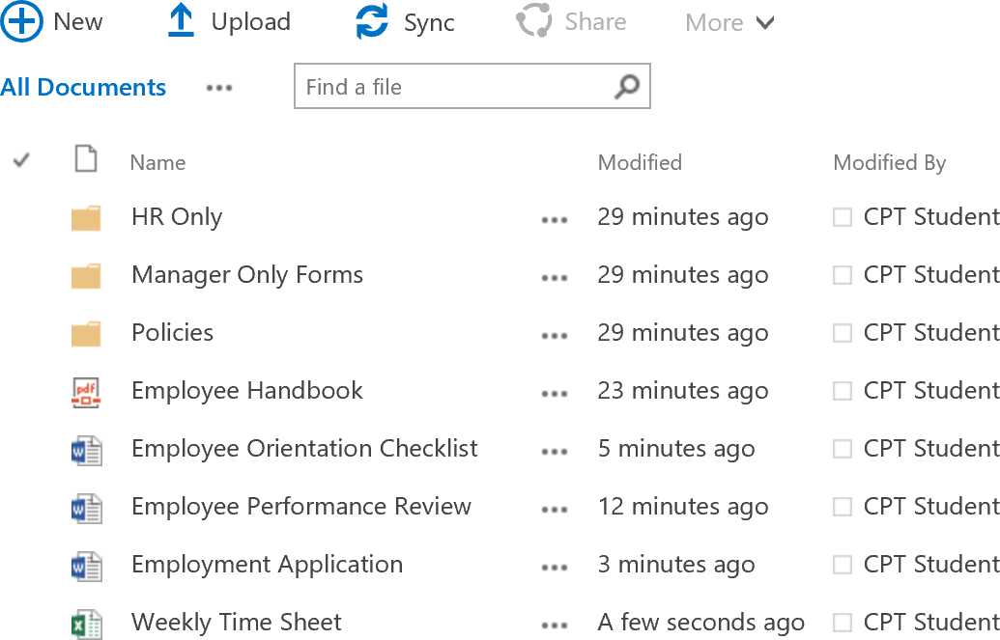 New Upload Sync Share More
All Documents ... Find a file
Name Modified Modified By
HR Only ... 29 minutes ago CPT Student
Manager Only Forms ... 29 minutes ago CPT Student
Policies ... 29 minutes ago CPT Student
pdf Employee Handbook ... 23 minutes ago CPT Student
W Employee Orientation Checklist ... 5 minutes ago CPT Student
W Employee Performance Review ... 12 minutes ago CPT Student
W Employment Application ... 3 minutes ago CPT Student
X Weekly Time Sheet ... A few seconds ago CPT Student